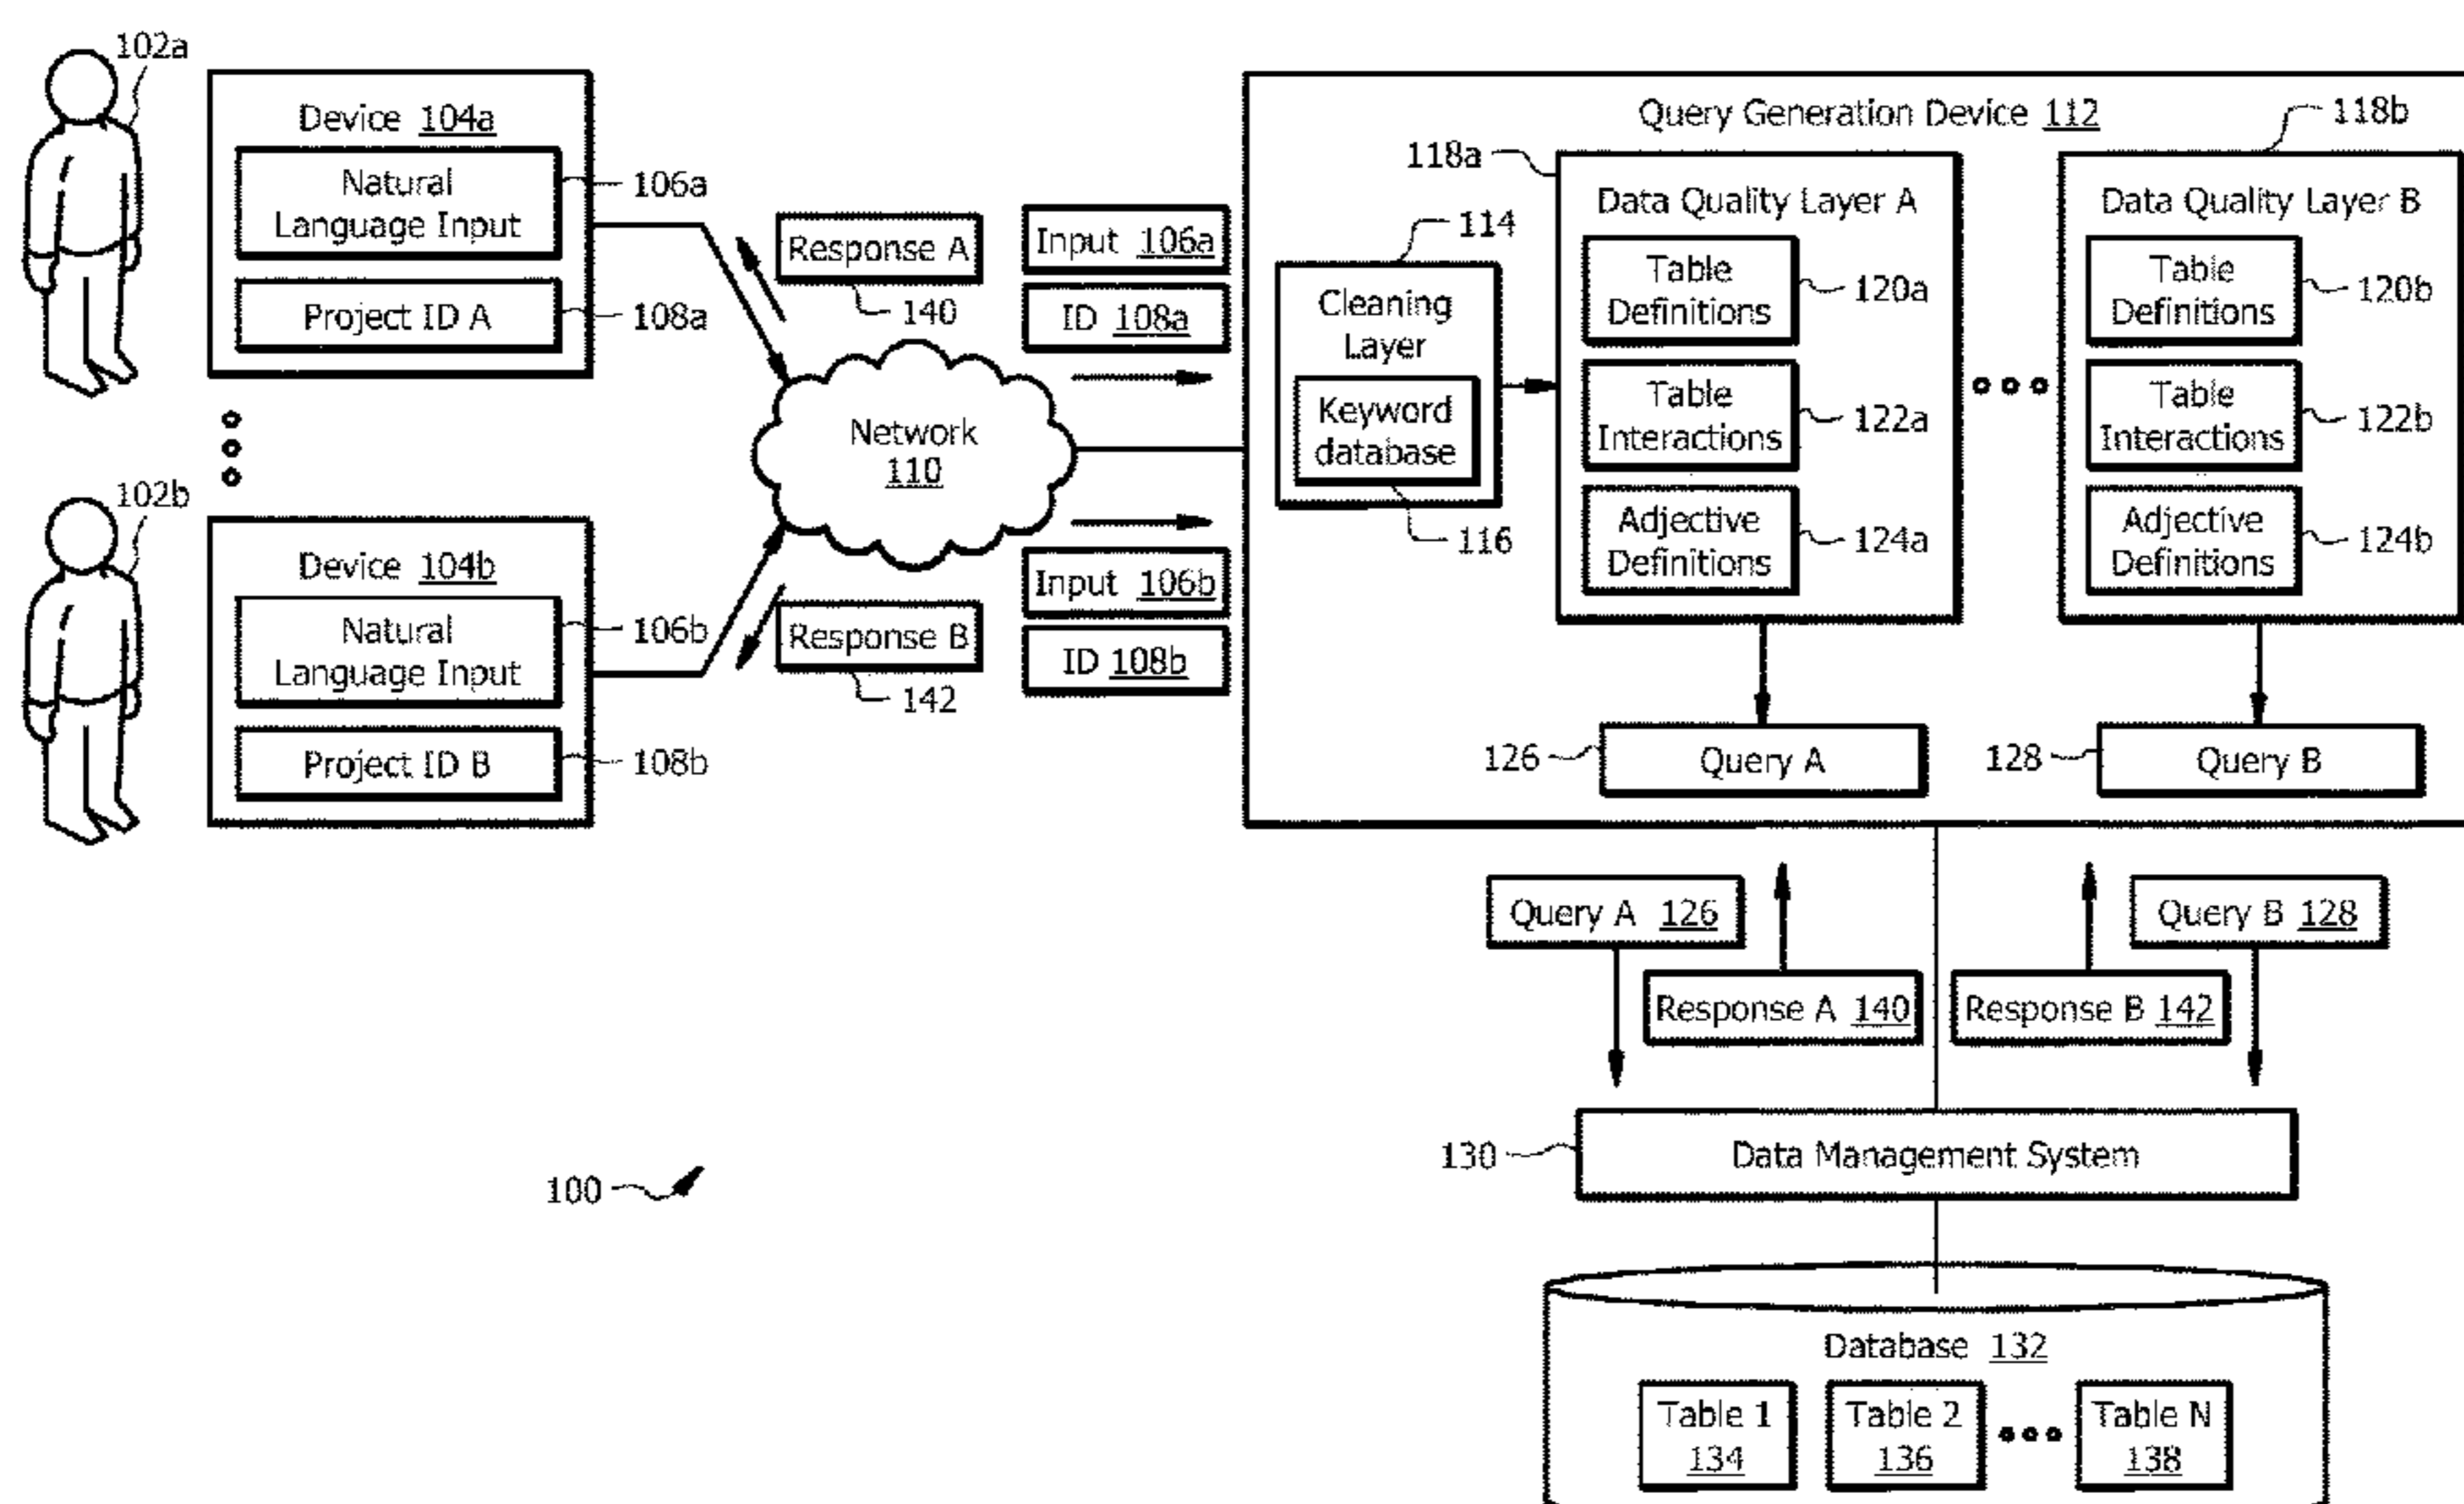 102a
Device 104a
Natural
Language Input
106a
Project ID A
108a
102b
Device 104b
Natural
Language Input
106b
Project ID B
108b
Response A
140
Input 106a
ID 108a
Network
110
Response B
142
Input 106b
ID 108b
Query Generation Device 112
114
Cleaning
Layer
Keyword
database
116
118a
Data Quality Layer A
Table
Definitions
120a
Table
Interactions
122a
Adjective
Definitions
124a
118b
Data Quality Layer B
Table
Definitions
120b
Table
Interactions
122b
Adjective
Definitions
124b
126
Query A
128
Query B
Query A 126
Response A 140
Response B 142
Query B 128
130
Data Management System
100
Database 132
Table 1
134
Table 2
136
Table N
138